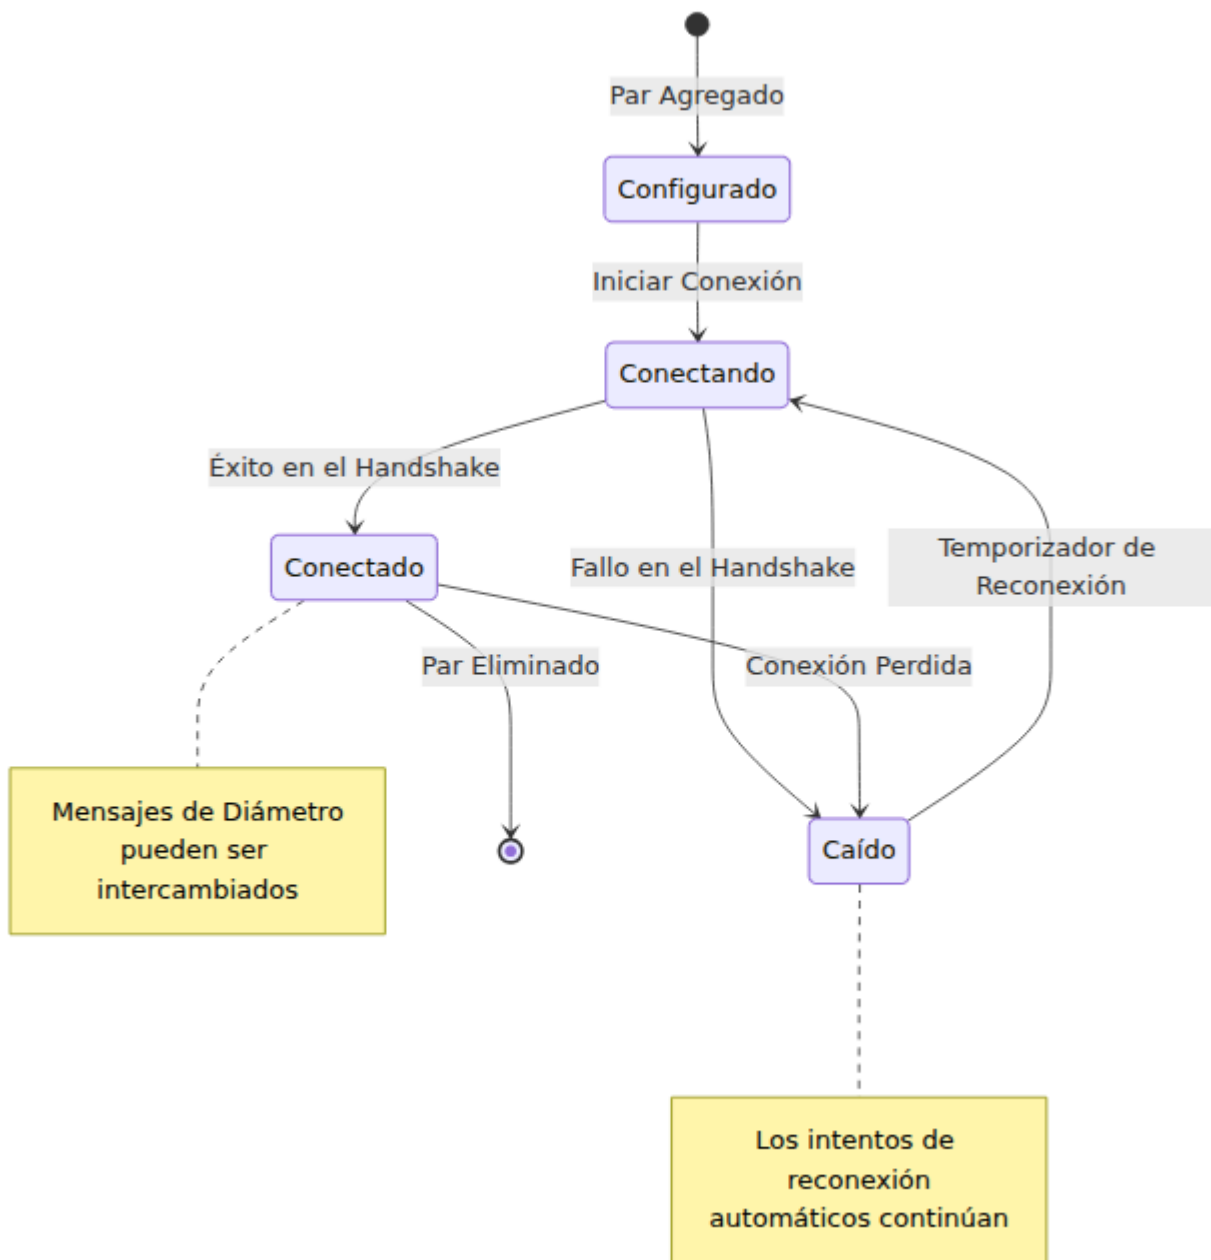 Par Agregado
Configurado
Iniciar Conexión
Conectando
Éxito en el Handshake
Conectado
Fallo en el Handshake
Temporizador de
Reconexión
Par Eliminado
Conexión Perdida
Mensajes de Diámetro
pueden ser
intercambiados
Caído
Los intentos de
reconexión
automáticos continúan